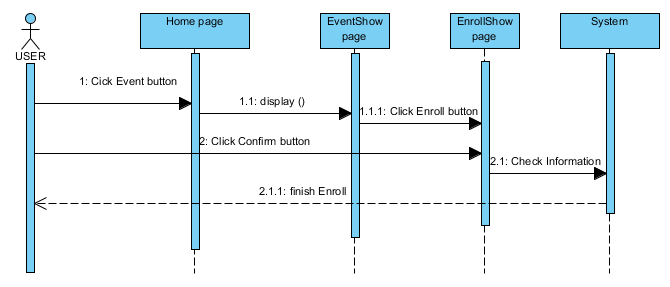 Home page
EventShow
page
EnrollShow
page
System
USER
1: Cick Event button
1.1: display ()
1.1.1: Click Enroll button
2: Click Confirm button
2.1: Check Information
2.1.1: finish Enroll